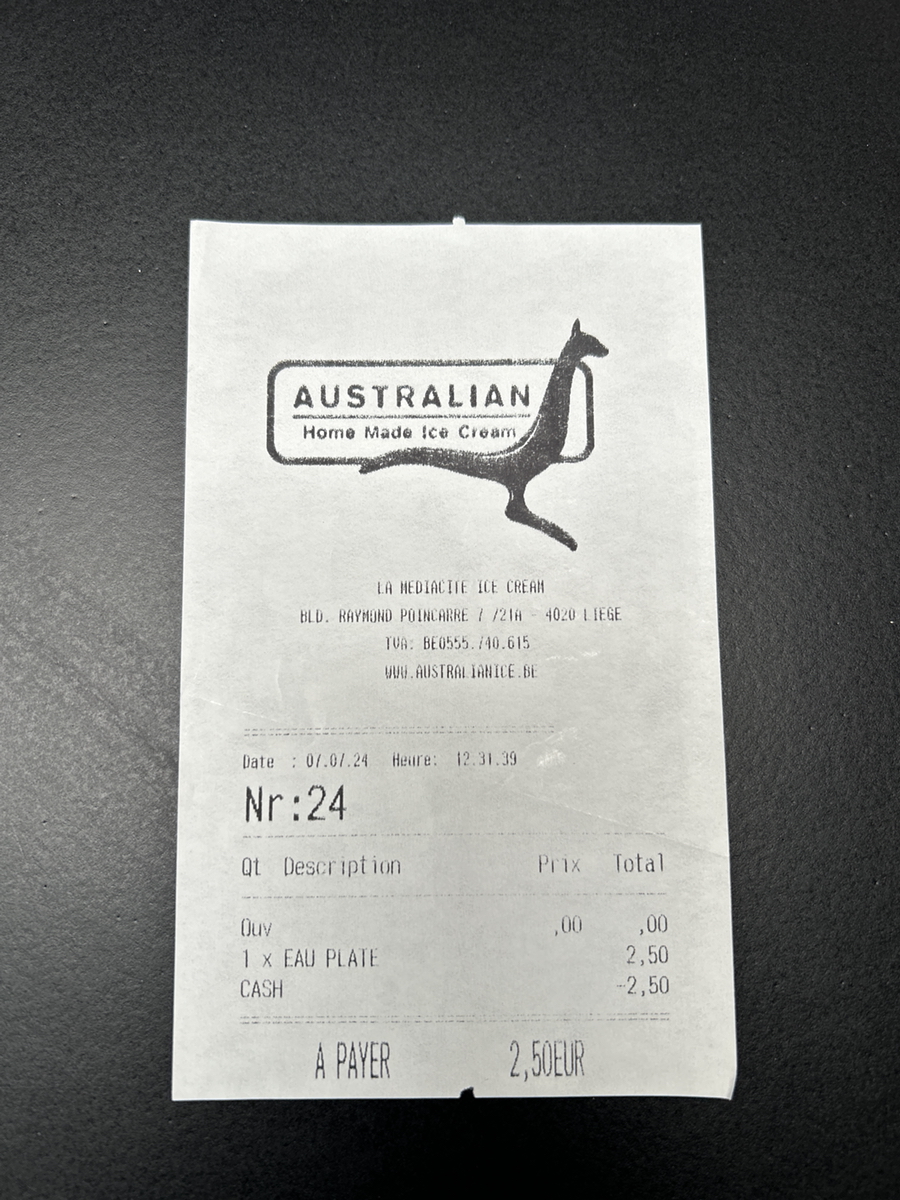 AUSTRALIAN
Home Made Ice Cream
LA MEDIACITE ICE CREAM
BLD. RAYMOND POINCARRE 7 /21A - 4020 LIEGE
TVA: BE0555.740.615
WWW.AUSTRALIANICE.BE
Date : 07.07.24 Heure: 12.31.39
Nr:24
Qt Description Prix Total
Ouv ,00 ,00
1 x EAU PLATE 2,50
CASH -2,50
A PAYER 2,50EUR